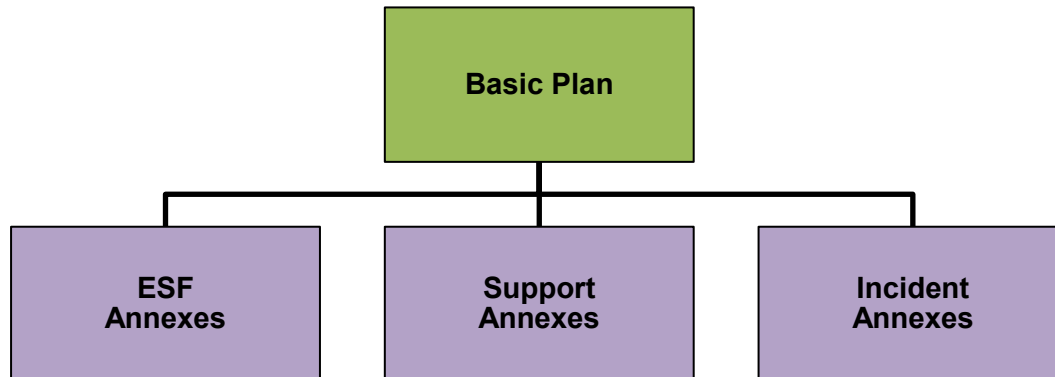 Basic Plan
ESF
Annexes
Support
Annexes
Incident
Annexes